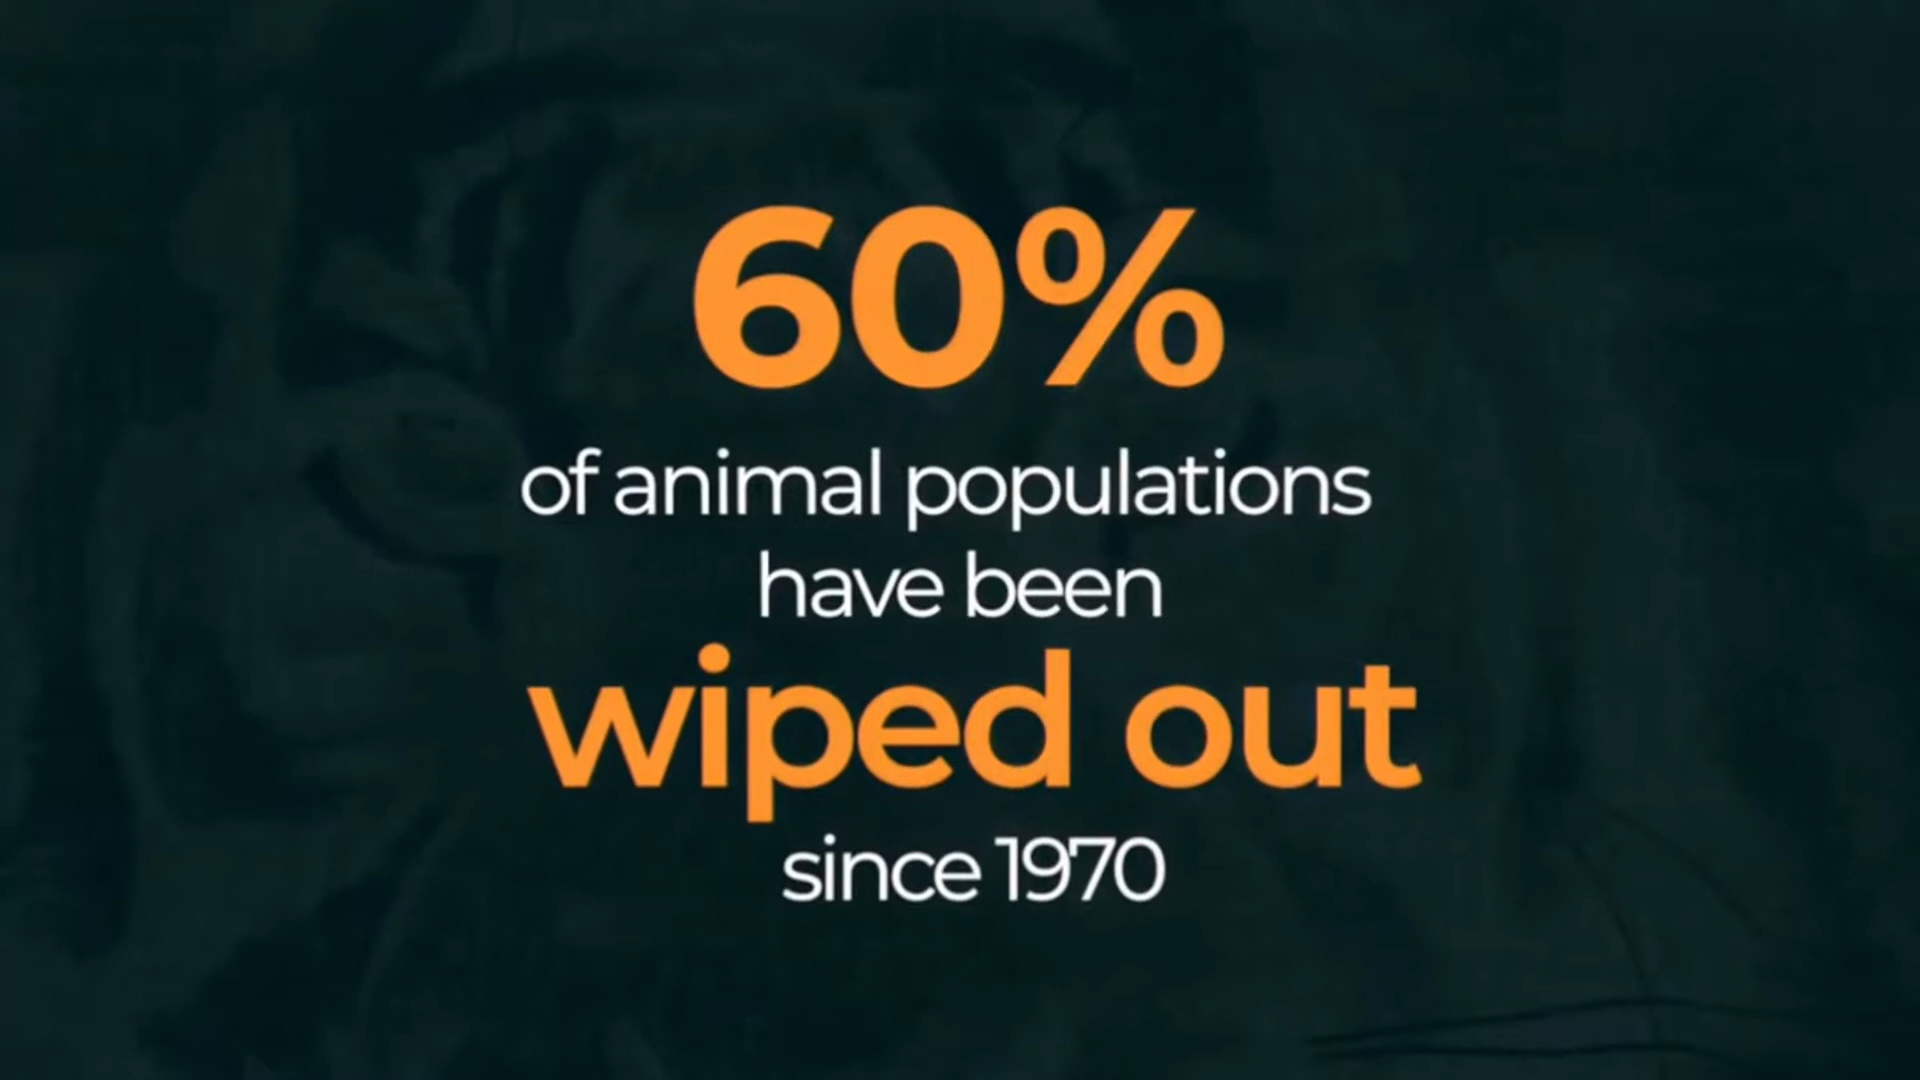 60%
of animal populations
have been
wiped out
since 1970